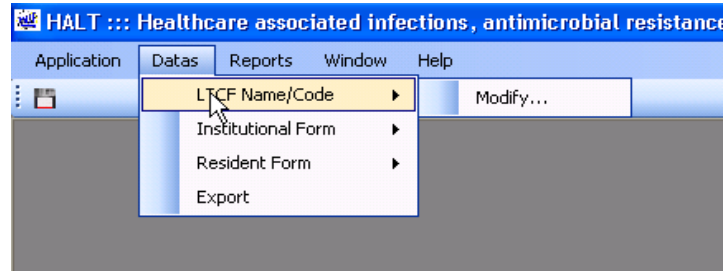 HALT ::: Healthcare associated infections, antimicrobial resistance
Application Datas Reports Window Help
LTCF Name/Code Modify...
Institutional Form
Resident Form
Export